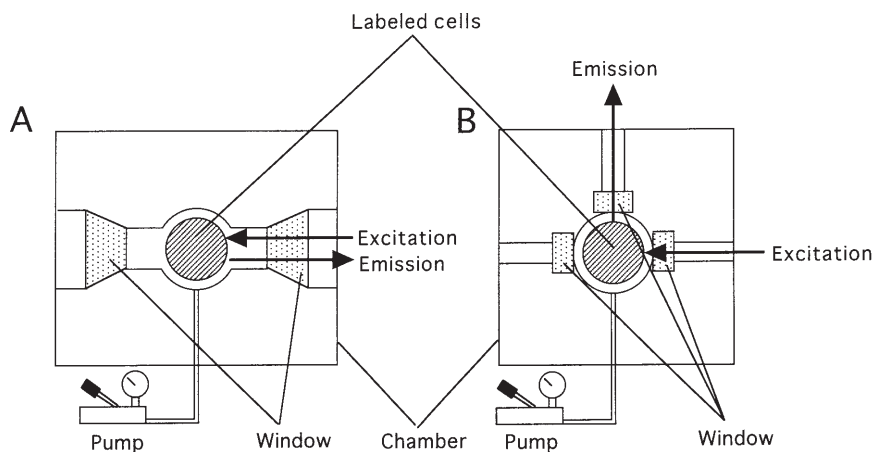 Labeled cells
Emission
A
B
Excitation
Emission
Excitation
Pump
Window
Chamber
Pump
Window